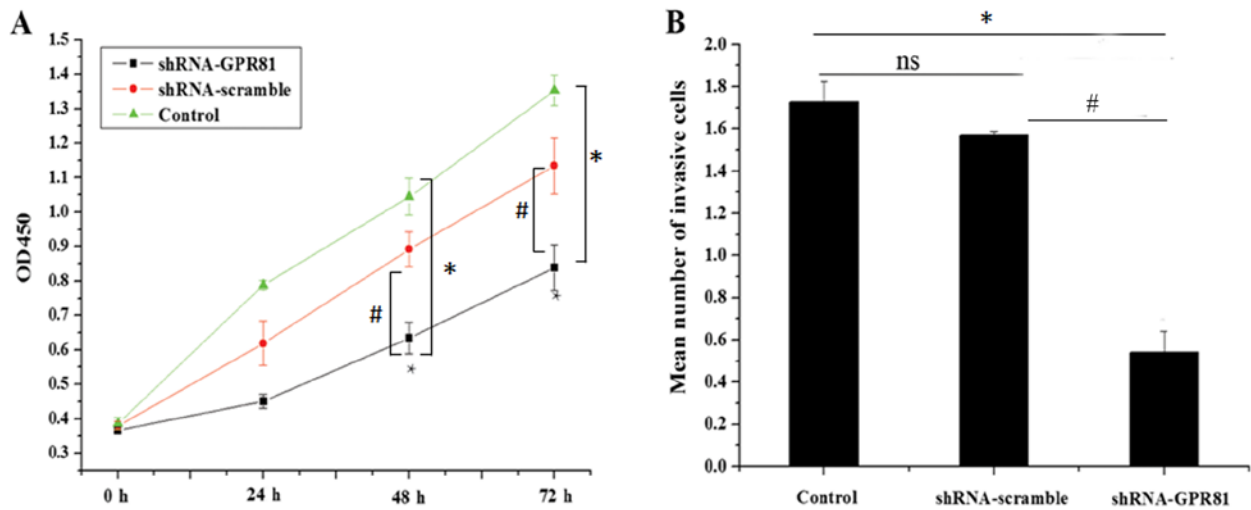 A
1.5
1.4
1.3
1.2
1.1
1.0
0.9
0.8
0.7
0.6
0.5
0.4
0.3
OD450
shRNA-GPR81
shRNA-scramble
Control
*
#
*
#
*
*
0 h
24 h
48 h
72 h
B
2.0
1.8
1.6
1.4
1.2
1.0
0.8
0.6
0.4
0.2
0.0
Mean number of invasive cells
*
ns
#
Control
shRNA-scramble
shRNA-GPR81